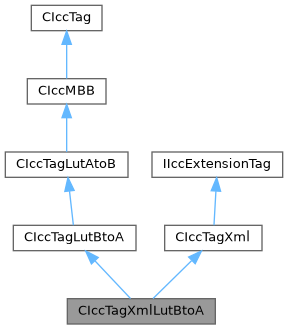 CIccTag
CIccMBB
CIccTagLutAtoB
IIccExtensionTag
CIccTagLutBtoA
CIccTagXml
CIccTagXmlLutBtoA